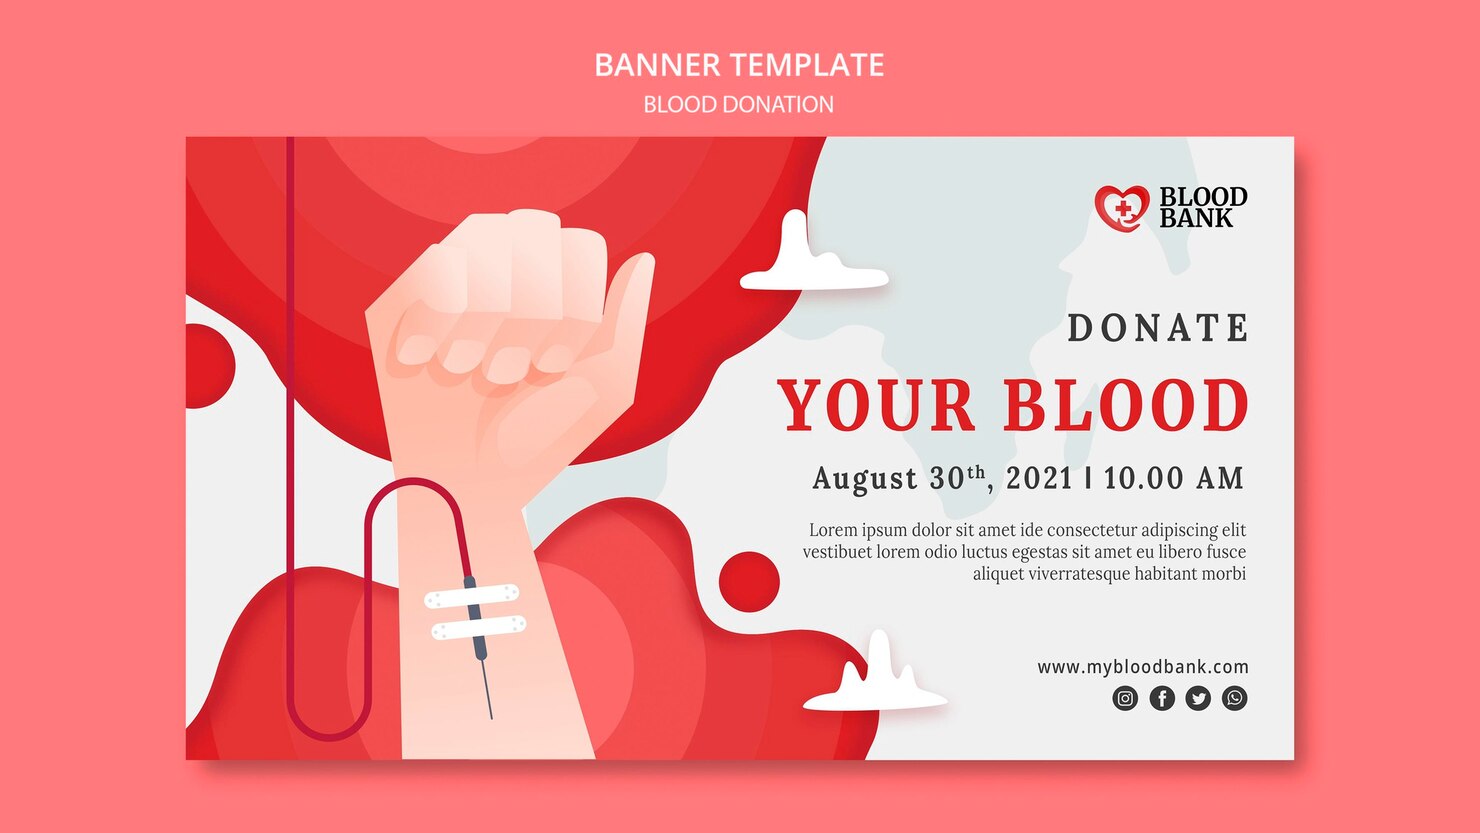 BANNER TEMPLATE
BLOOD DONATION
BLOOD
BANK
DONATE
YOUR BLOOD
August 30th, 2021 I 10.00 AM
Lorem ipsum dolor sit amet ide consectetur adipiscing elit
vestibuet lorem odio luctus egestas sit amet eu libero fusce
aliquet viverratesque habitant morbi
www.mybloodbank.com